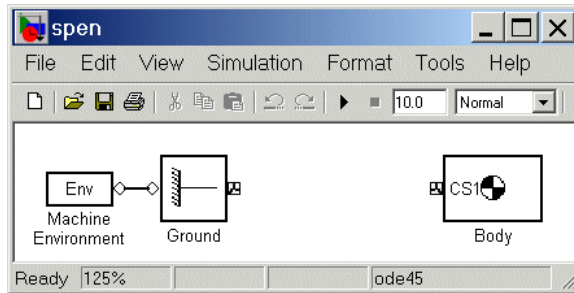 spen
File Edit View Simulation Format Tools Help
10.0 Normal
Env
CS1
Machine
Environment
Ground
Body
Ready 125% ode45